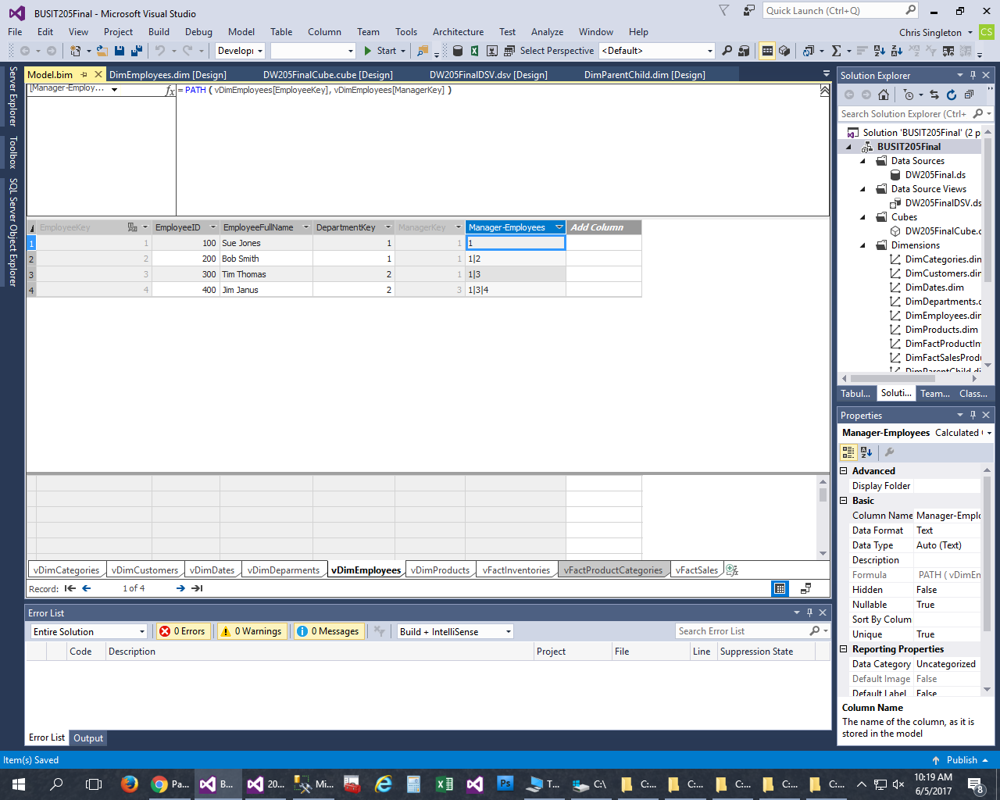 BUSIT205Final - Microsoft Visual Studio
Quick Launch (Ctrl+Q)
File Edit View Project Build Debug Model Table Column Team Tools Architecture Test Analyze Window Help
Chris Singleton CS
Developi Start Select Perspective <Default>
Server Explorer
Toolbox
SQL Server Object Explorer
Model.bim DimEmployees.dim [Design] DW205FinalCube.cube [Design] DW205FinalDSV.dsv [Design] DimParentChild.dim [Design]
[Manager-Employ... fx = PATH ( vDimEmployees[EmployeeKey], vDimEmployees[ManagerKey] )
EmployeeKey EmployeeID EmployeeFullName DepartmentKey ManagerKey Manager-Employees Add Column
1 1 100 Sue Jones 1 1 1
2 2 200 Bob Smith 1 1 1|2
3 3 300 Tim Thomas 2 1 1|3
4 4 400 Jim Janus 2 3 1|3|4
vDimCategories vDimCustomers vDimDates vDimDeparments vDimEmployees vDimProducts vFactInventories vFactProductCategories vFactSales
Record: 1 of 4
Error List
Entire Solution 0 Errors 0 Warnings 0 Messages Build + IntelliSense Search Error List
Code Description Project File Line Suppression State
Error List Output
Solution Explorer
Search Solution Explorer (Ctrl+
Solution 'BUSIT205Final' (2 p
BUSIT205Final
Data Sources
DW205Final.ds
Data Source Views
DW205FinalDSV.ds
Cubes
DW205FinalCube.c
Dimensions
DimCategories.dim
DimCustomers.dim
DimDates.dim
DimDepartments.c
DimEmployees.dim
DimProducts.dim
DimFactProductIn
DimFactSalesProd
DimParentChild.di
Tabul... Soluti... Team... Class...
Properties
Manager-Employees Calculated
Advanced
Display Folder
Basic
Column Name Manager-Emplo
Data Format Text
Data Type Auto (Text)
Description
Formula PATH ( vDimEn
Hidden False
Nullable True
Sort By Colum
Unique True
Reporting Properties
Data Category Uncategorized
Default Image False
Default Label False
Column Name
The name of the column, as it is
stored in the model
Item(s) Saved Publish
Pa... B... 20... Mi... Ps T... C:\ C:... C:... C:... C:... C:...
10:19 AM
6/5/2017
8